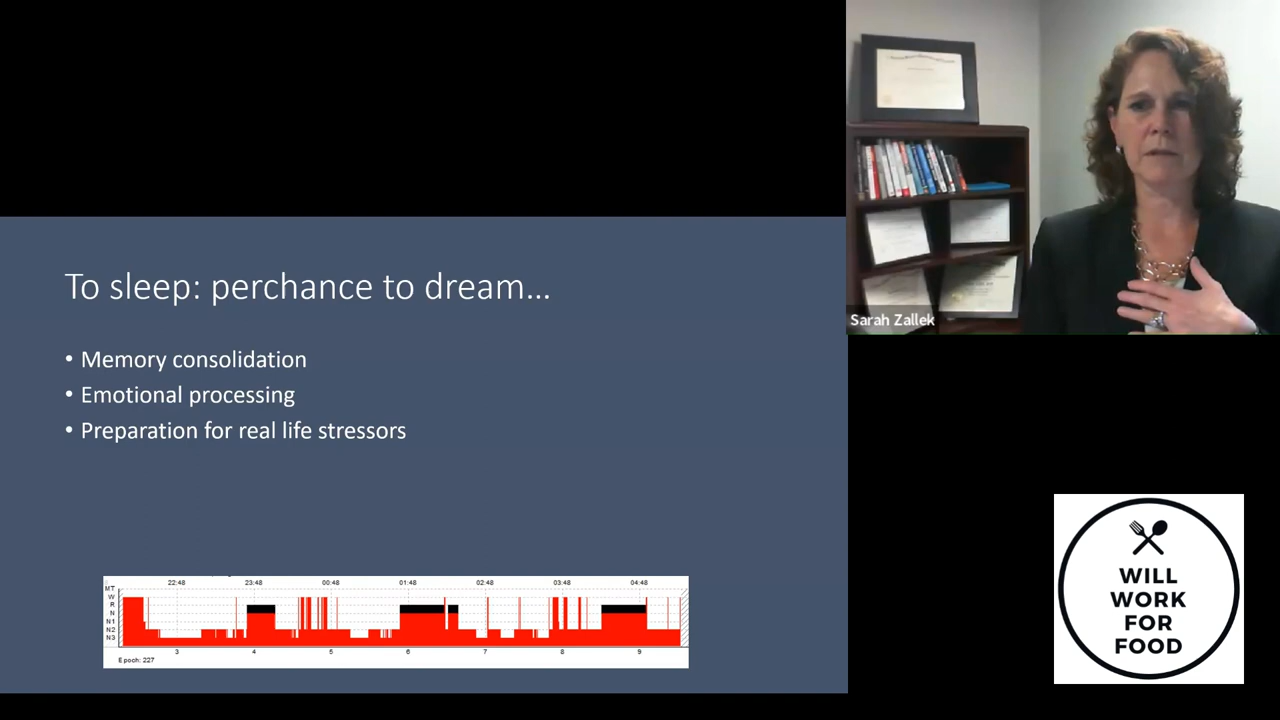 To sleep: perchance to dream...
• Memory consolidation
• Emotional processing
• Preparation for real life stressors
22:48 23:48 00:48 01:48 02:48 03:48 04:48
MT
W
R
N
N1
N2
N3
3 4 5 6 7 8 9
Epoch: 227
Sarah Zallek
WILL
WORK
FOR
FOOD